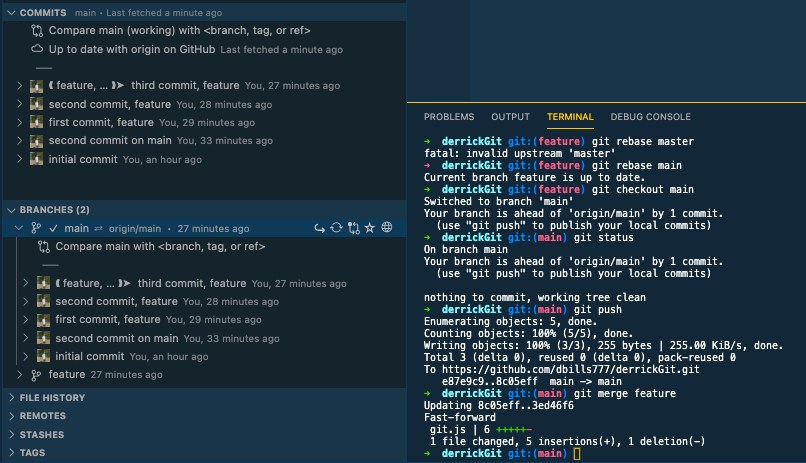 COMMITS main • Last fetched a minute ago
Compare main (working) with <branch, tag, or ref>
Up to date with origin on GitHub Last fetched a minute ago
⟪ feature, ... ⟫➤ third commit, feature You, 27 minutes ago
second commit, feature You, 28 minutes ago
first commit, feature You, 29 minutes ago
second commit on main You, 33 minutes ago
initial commit You, an hour ago
BRANCHES (2)
✓ main ⇌ origin/main • 27 minutes ago
Compare main with <branch, tag, or ref>
⟪ feature, ... ⟫➤ third commit, feature You, 27 minutes ago
second commit, feature You, 28 minutes ago
first commit, feature You, 29 minutes ago
second commit on main You, 33 minutes ago
initial commit You, an hour ago
feature 27 minutes ago
FILE HISTORY
REMOTES
STASHES
TAGS
PROBLEMS OUTPUT TERMINAL DEBUG CONSOLE
➜ derrickGit git:(feature) git rebase master
fatal: invalid upstream 'master'
➜ derrickGit git:(feature) git rebase main
Current branch feature is up to date.
➜ derrickGit git:(feature) git checkout main
Switched to branch 'main'
Your branch is ahead of 'origin/main' by 1 commit.
(use "git push" to publish your local commits)
➜ derrickGit git:(main) git status
On branch main
Your branch is ahead of 'origin/main' by 1 commit.
(use "git push" to publish your local commits)
nothing to commit, working tree clean
➜ derrickGit git:(main) git push
Enumerating objects: 5, done.
Counting objects: 100% (5/5), done.
Writing objects: 100% (3/3), 255 bytes | 255.00 KiB/s, done.
Total 3 (delta 0), reused 0 (delta 0), pack-reused 0
To https://github.com/dbills777/derrickGit.git
e87e9c9..8c05eff main -> main
➜ derrickGit git:(main) git merge feature
Updating 8c05eff..3ed46f6
Fast-forward
git.js | 6 +++++-
1 file changed, 5 insertions(+), 1 deletion(-)
➜ derrickGit git:(main)